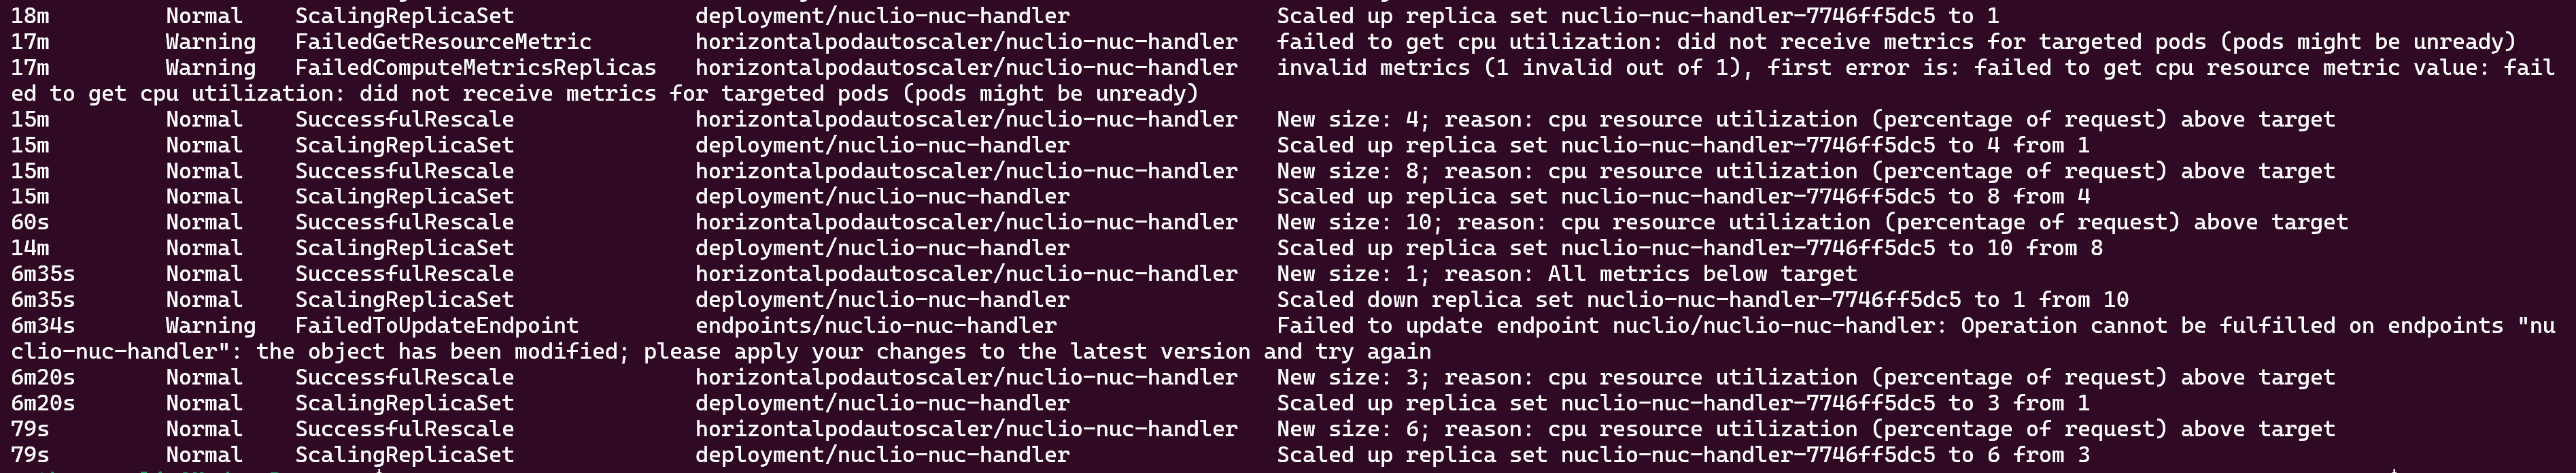 18m Normal ScalingReplicaSet deployment/nuclio-nuc-handler Scaled up replica set nuclio-nuc-handler-7746ff5dc5 to 1
17m Warning FailedGetResourceMetric horizontalpodautoscaler/nuclio-nuc-handler failed to get cpu utilization: did not receive metrics for targeted pods (pods might be unready)
17m Warning FailedComputeMetricsReplicas horizontalpodautoscaler/nuclio-nuc-handler invalid metrics (1 invalid out of 1), first error is: failed to get cpu resource metric value: fail
ed to get cpu utilization: did not receive metrics for targeted pods (pods might be unready)
15m Normal SuccessfulRescale horizontalpodautoscaler/nuclio-nuc-handler New size: 4; reason: cpu resource utilization (percentage of request) above target
15m Normal ScalingReplicaSet deployment/nuclio-nuc-handler Scaled up replica set nuclio-nuc-handler-7746ff5dc5 to 4 from 1
15m Normal SuccessfulRescale horizontalpodautoscaler/nuclio-nuc-handler New size: 8; reason: cpu resource utilization (percentage of request) above target
15m Normal ScalingReplicaSet deployment/nuclio-nuc-handler Scaled up replica set nuclio-nuc-handler-7746ff5dc5 to 8 from 4
60s Normal SuccessfulRescale horizontalpodautoscaler/nuclio-nuc-handler New size: 10; reason: cpu resource utilization (percentage of request) above target
14m Normal ScalingReplicaSet deployment/nuclio-nuc-handler Scaled up replica set nuclio-nuc-handler-7746ff5dc5 to 10 from 8
6m35s Normal SuccessfulRescale horizontalpodautoscaler/nuclio-nuc-handler New size: 1; reason: All metrics below target
6m35s Normal ScalingReplicaSet deployment/nuclio-nuc-handler Scaled down replica set nuclio-nuc-handler-7746ff5dc5 to 1 from 10
6m34s Warning FailedToUpdateEndpoint endpoints/nuclio-nuc-handler Failed to update endpoint nuclio/nuclio-nuc-handler: Operation cannot be fulfilled on endpoints "nu
clio-nuc-handler": the object has been modified; please apply your changes to the latest version and try again
6m20s Normal SuccessfulRescale horizontalpodautoscaler/nuclio-nuc-handler New size: 3; reason: cpu resource utilization (percentage of request) above target
6m20s Normal ScalingReplicaSet deployment/nuclio-nuc-handler Scaled up replica set nuclio-nuc-handler-7746ff5dc5 to 3 from 1
79s Normal SuccessfulRescale horizontalpodautoscaler/nuclio-nuc-handler New size: 6; reason: cpu resource utilization (percentage of request) above target
79s Normal ScalingReplicaSet deployment/nuclio-nuc-handler Scaled up replica set nuclio-nuc-handler-7746ff5dc5 to 6 from 3